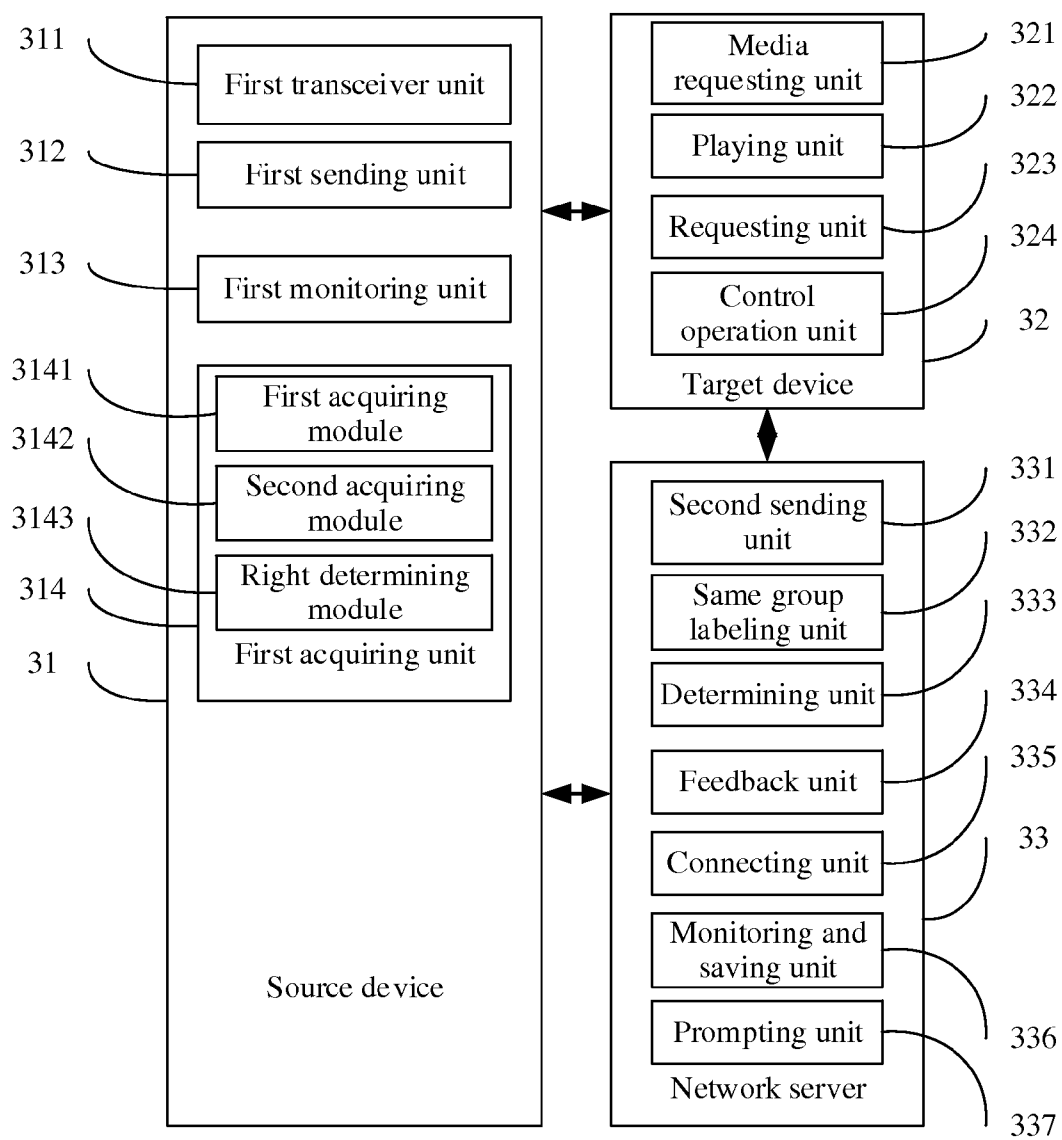 311
First transceiver unit
312
First sending unit
313
First monitoring unit
3141
First acquiring
module
3142
Second acquiring
module
3143
Right determining
module
314
First acquiring unit
31
Source device
Media
requesting unit
321
Playing unit
322
Requesting unit
323
Control
operation unit
324
Target device
32
Second sending
unit
331
Same group
labeling unit
332
Determining unit
333
Feedback unit
334
Connecting unit
335
33
Monitoring and
saving unit
336
Prompting unit
337
Network server